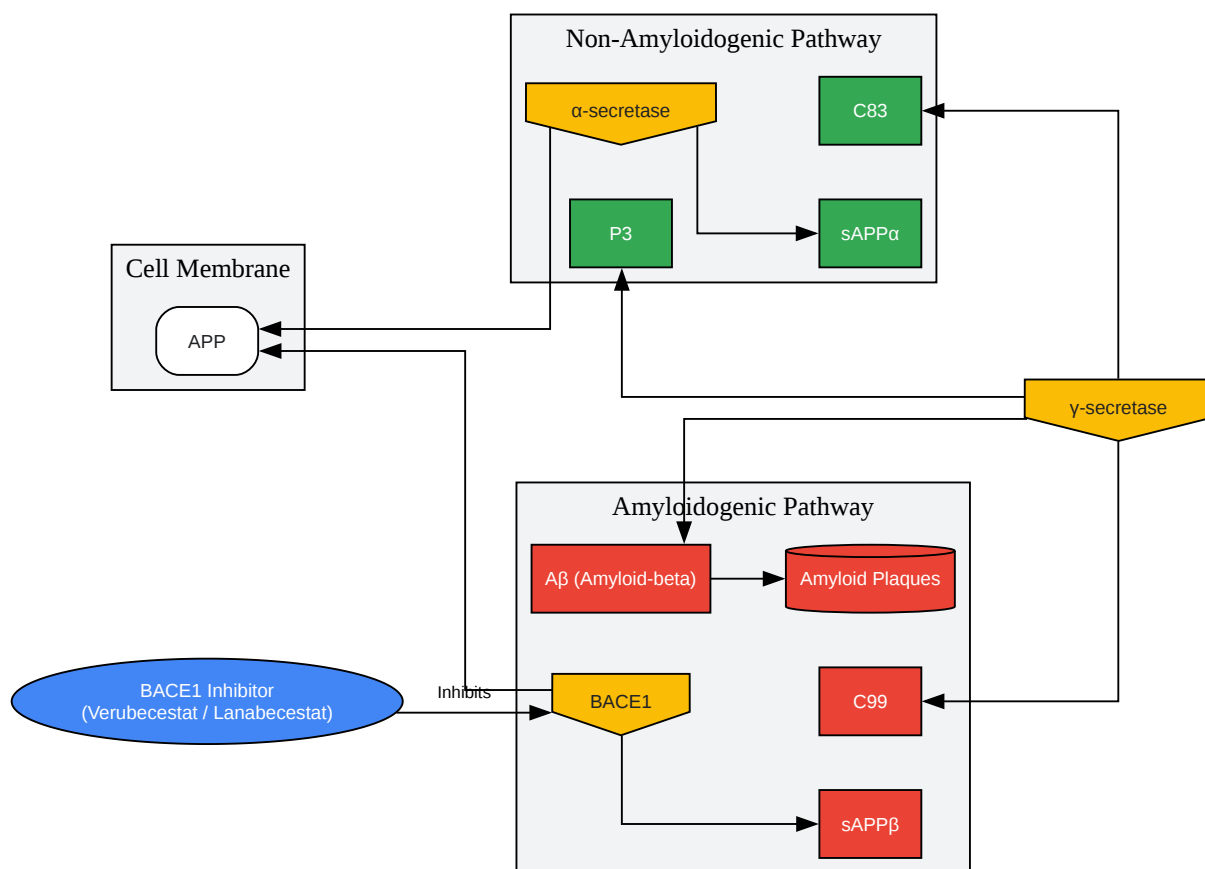 Non-Amyloidogenic Pathway
α-secretase
C83
P3
sAPPα
Cell Membrane
APP
γ-secretase
Amyloidogenic Pathway
Aβ (Amyloid-beta)
Amyloid Plaques
BACE1 Inhibitor
(Verubecestat / Lanabecestat)
Inhibits
BACE1
C99
sAPPβ